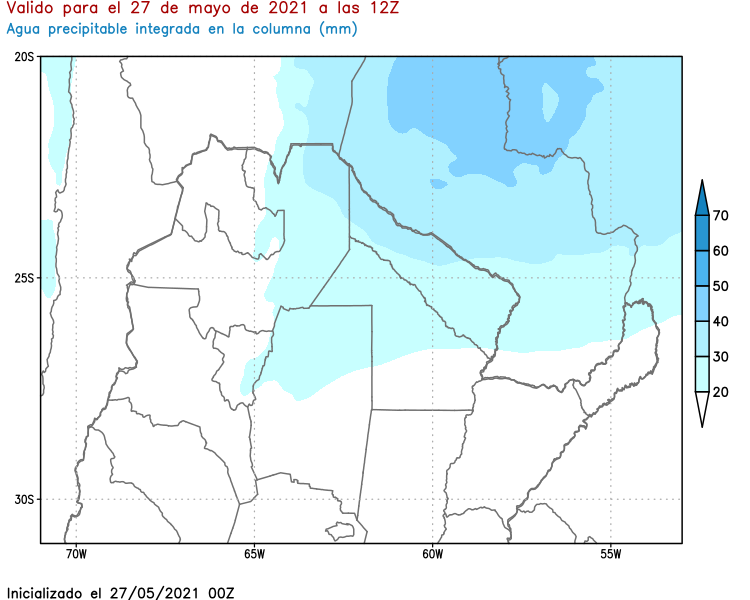 Valido para el 27 de mayo de 2021 a las 12Z
Agua precipitable integrada en la columna (mm)
20S
25S
30S
70W
65W
60W
55W
70
60
50
40
30
20
Inicializado el 27/05/2021 00Z